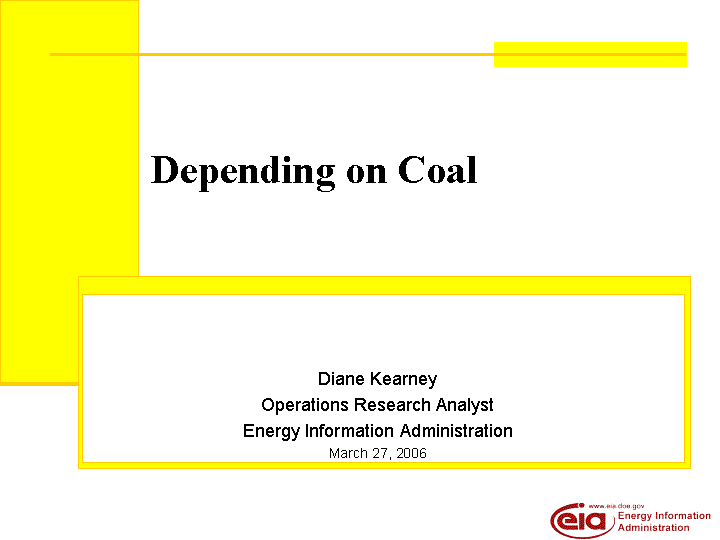 Depending on Coal
Diane Kearney
Operations Research Analyst
Energy Information Administration
March 27, 2006
www.eia.doe.gov
eia Energy Information
Administration